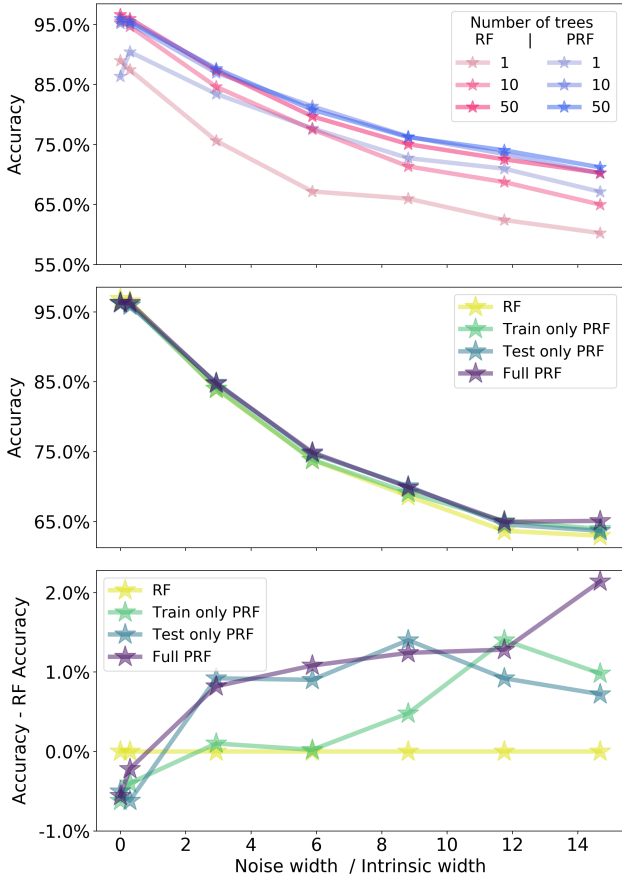 95.0%
85.0%
75.0%
65.0%
55.0%
Accuracy
Number of trees
RF | PRF
1 1
10 10
50 50
95.0%
85.0%
75.0%
65.0%
Accuracy
RF
Train only PRF
Test only PRF
Full PRF
2.0%
1.0%
0.0%
-1.0%
Accuracy - RF Accuracy
RF
Train only PRF
Test only PRF
Full PRF
0 2 4 6 8 10 12 14
Noise width / Intrinsic width